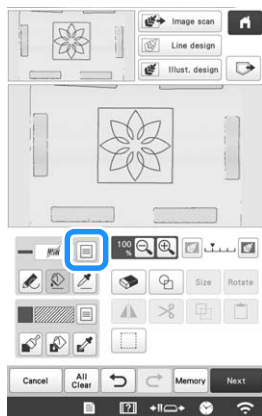 Image scan
Line design
Illust. design
100
%
Size
Rotate
Cancel
All
Clear
Memory
Next
?